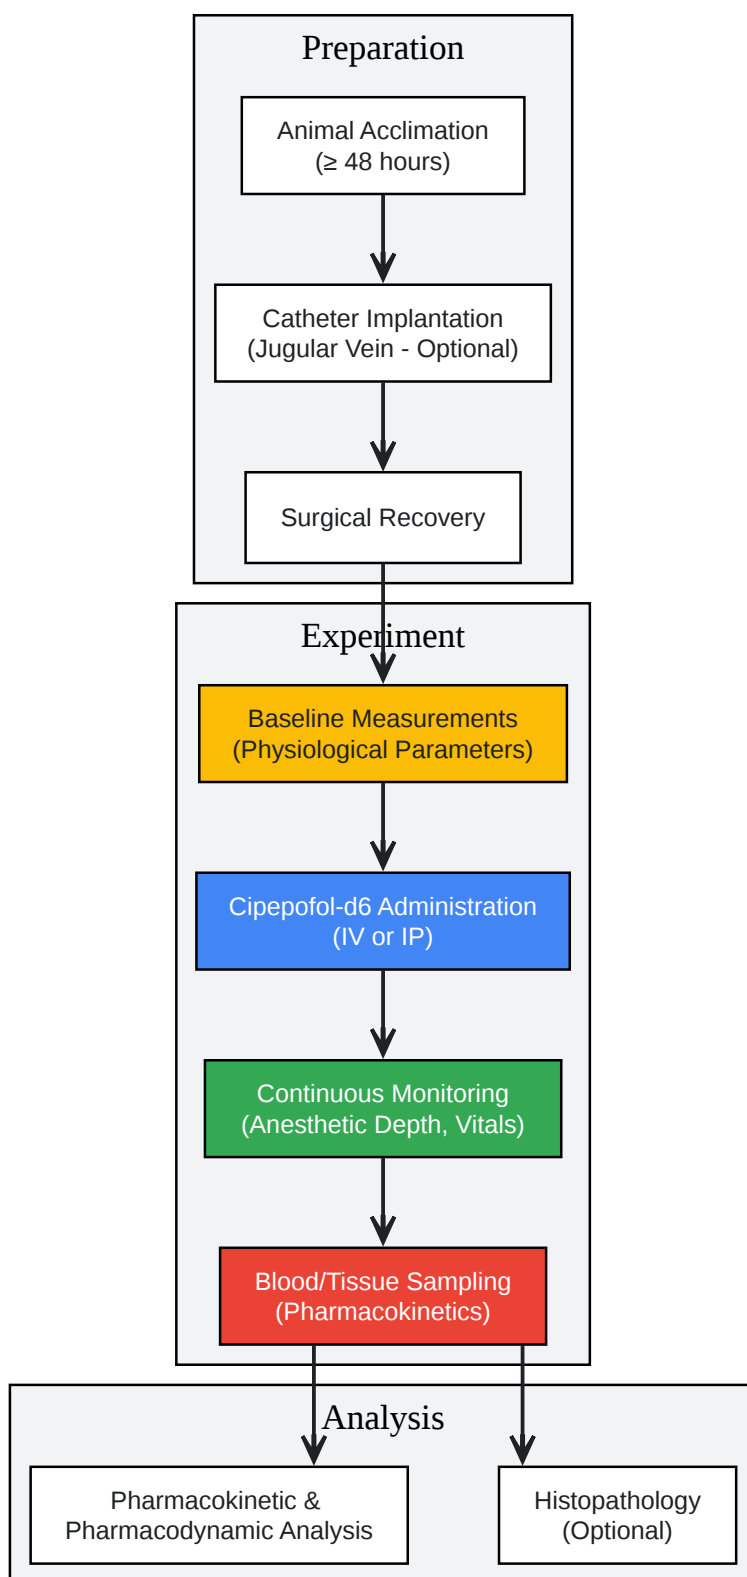 Preparation
Animal Acclimation
(≥ 48 hours)
Catheter Implantation
(Jugular Vein - Optional)
Surgical Recovery
Experiment
Baseline Measurements
(Physiological Parameters)
Cipepofol-d6 Administration
(IV or IP)
Continuous Monitoring
(Anesthetic Depth, Vitals)
Blood/Tissue Sampling
(Pharmacokinetics)
Analysis
Pharmacokinetic &
Pharmacodynamic Analysis
Histopathology
(Optional)